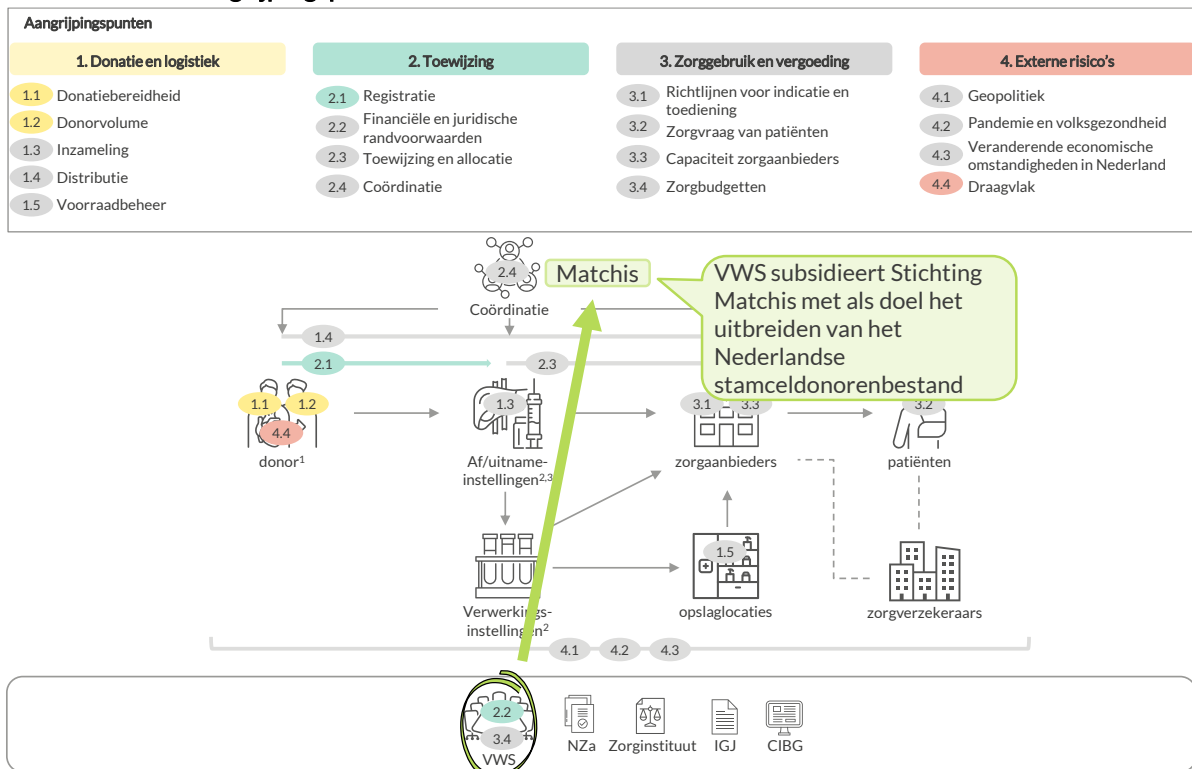 Aangrijpingspunten
1. Donatie en logistiek
1.1 Donatiebereidheid
1.2 Donorvolume
1.3 Inzameling
1.4 Distributie
1.5 Voorraadbeheer
2. Toewijzing
2.1 Registratie
2.2 Financiële en juridische
randvoorwaarden
2.3 Toewijzing en allocatie
2.4 Coördinatie
3. Zorggebruik en vergoeding
3.1 Richtlijnen voor indicatie en
toediening
3.2 Zorgvraag van patiënten
3.3 Capaciteit zorgaanbieders
3.4 Zorgbudgetten
4. Externe risico's
4.1 Geopolitiek
4.2 Pandemie en volksgezondheid
4.3 Veranderende economische
omstandigheden in Nederland
4.4 Draagvlak
2.4
Coördinatie
Matchis
VWS subsidieert Stichting
Matchis met als doel het
uitbreiden van het
Nederlandse
stamceldonorenbestand
1.4
2.1
2.3
1.1 1.2
4.4
donor¹
1.3
Af/uitname-
instellingen²,³
3.1 3.3
zorgaanbieders
3.2
patiënten
Verwerkings-
instellingen²
1.5
opslaglocaties
zorgverzekeraars
4.1 4.2 4.3
2.2
3.4
VWS
NZa
Zorginstituut
IGJ
CIBG